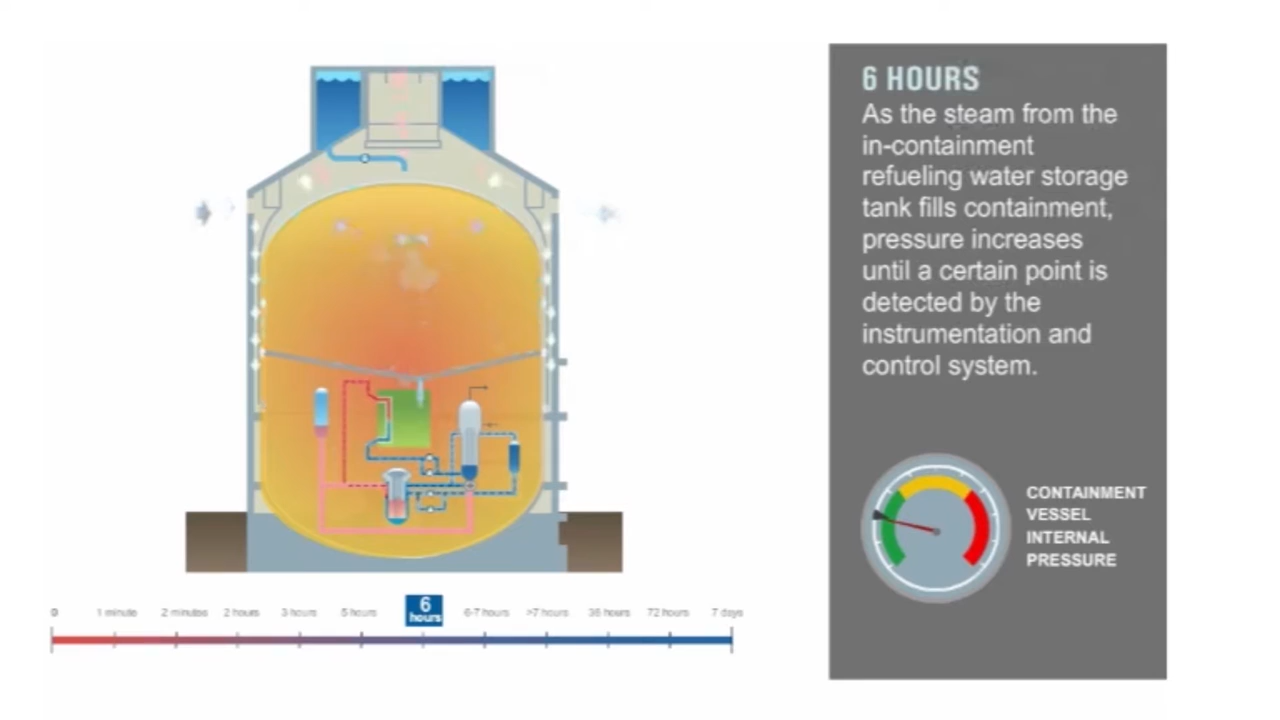 6 HOURS
As the steam from the
in-containment
refueling water storage
tank fills containment,
pressure increases
until a certain point is
detected by the
instrumentation and
control system.
CONTAINMENT
VESSEL
INTERNAL
PRESSURE
0 1 minute 2 minutes 2 hours 3 hours 5 hours 6 hours 6-7 hours >7 hours 36 hours 72 hours 7 days